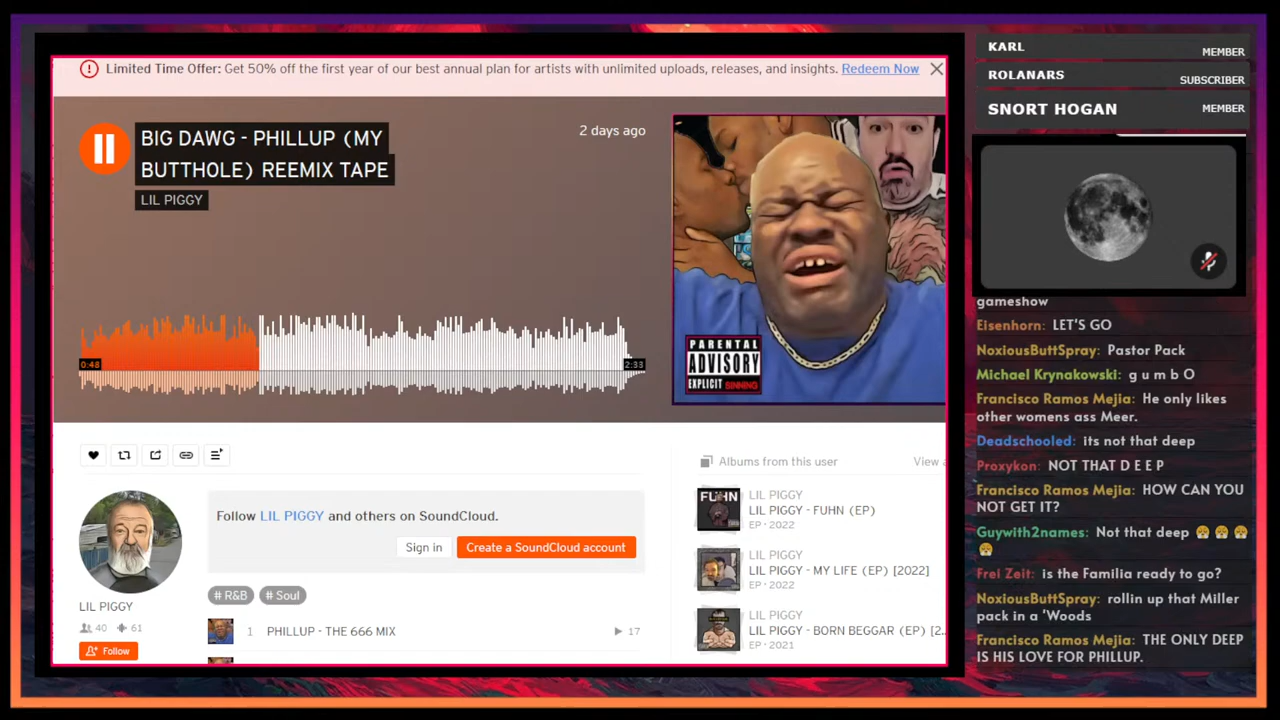 Limited Time Offer: Get 50% off the first year of our best annual plan for artists with unlimited uploads, releases, and insights. Redeem Now
BIG DAWG - PHILLUP (MY
BUTTHOLE) REEMIX TAPE
LIL PIGGY
2 days ago
PARENTAL
ADVISORY
EXPLICIT SINNING
0:48
2:33
Follow LIL PIGGY and others on SoundCloud.
Sign in
Create a SoundCloud account
LIL PIGGY
40
61
Follow
# R&B
# Soul
1 PHILLUP - THE 666 MIX
17
Albums from this user
View
FUHN
LIL PIGGY
LIL PIGGY - FUHN (EP)
EP · 2022
LIL PIGGY
LIL PIGGY - MY LIFE (EP) [2022]
EP · 2022
LIL PIGGY
LIL PIGGY - BORN BEGGAR (EP) [2...
EP · 2021
KARL MEMBER
ROLANARS SUBSCRIBER
SNORT HOGAN MEMBER
gameshow
Eisenhorn: LET'S GO
NoxiousButtSpray: Pastor Pack
Michael Krynakowski: g u m b O
Francisco Ramos Mejia: He only likes
other womens ass Meer.
Deadschooled: its not that deep
Proxykon: NOT THAT D E E P
Francisco Ramos Mejia: HOW CAN YOU
NOT GET IT?
Guywith2names: Not that deep 😤 😤 😤
😤
Frei Zeit: is the Familia ready to go?
NoxiousButtSpray: rollin up that Miller
pack in a 'Woods
Francisco Ramos Mejia: THE ONLY DEEP
IS HIS LOVE FOR PHILLUP.